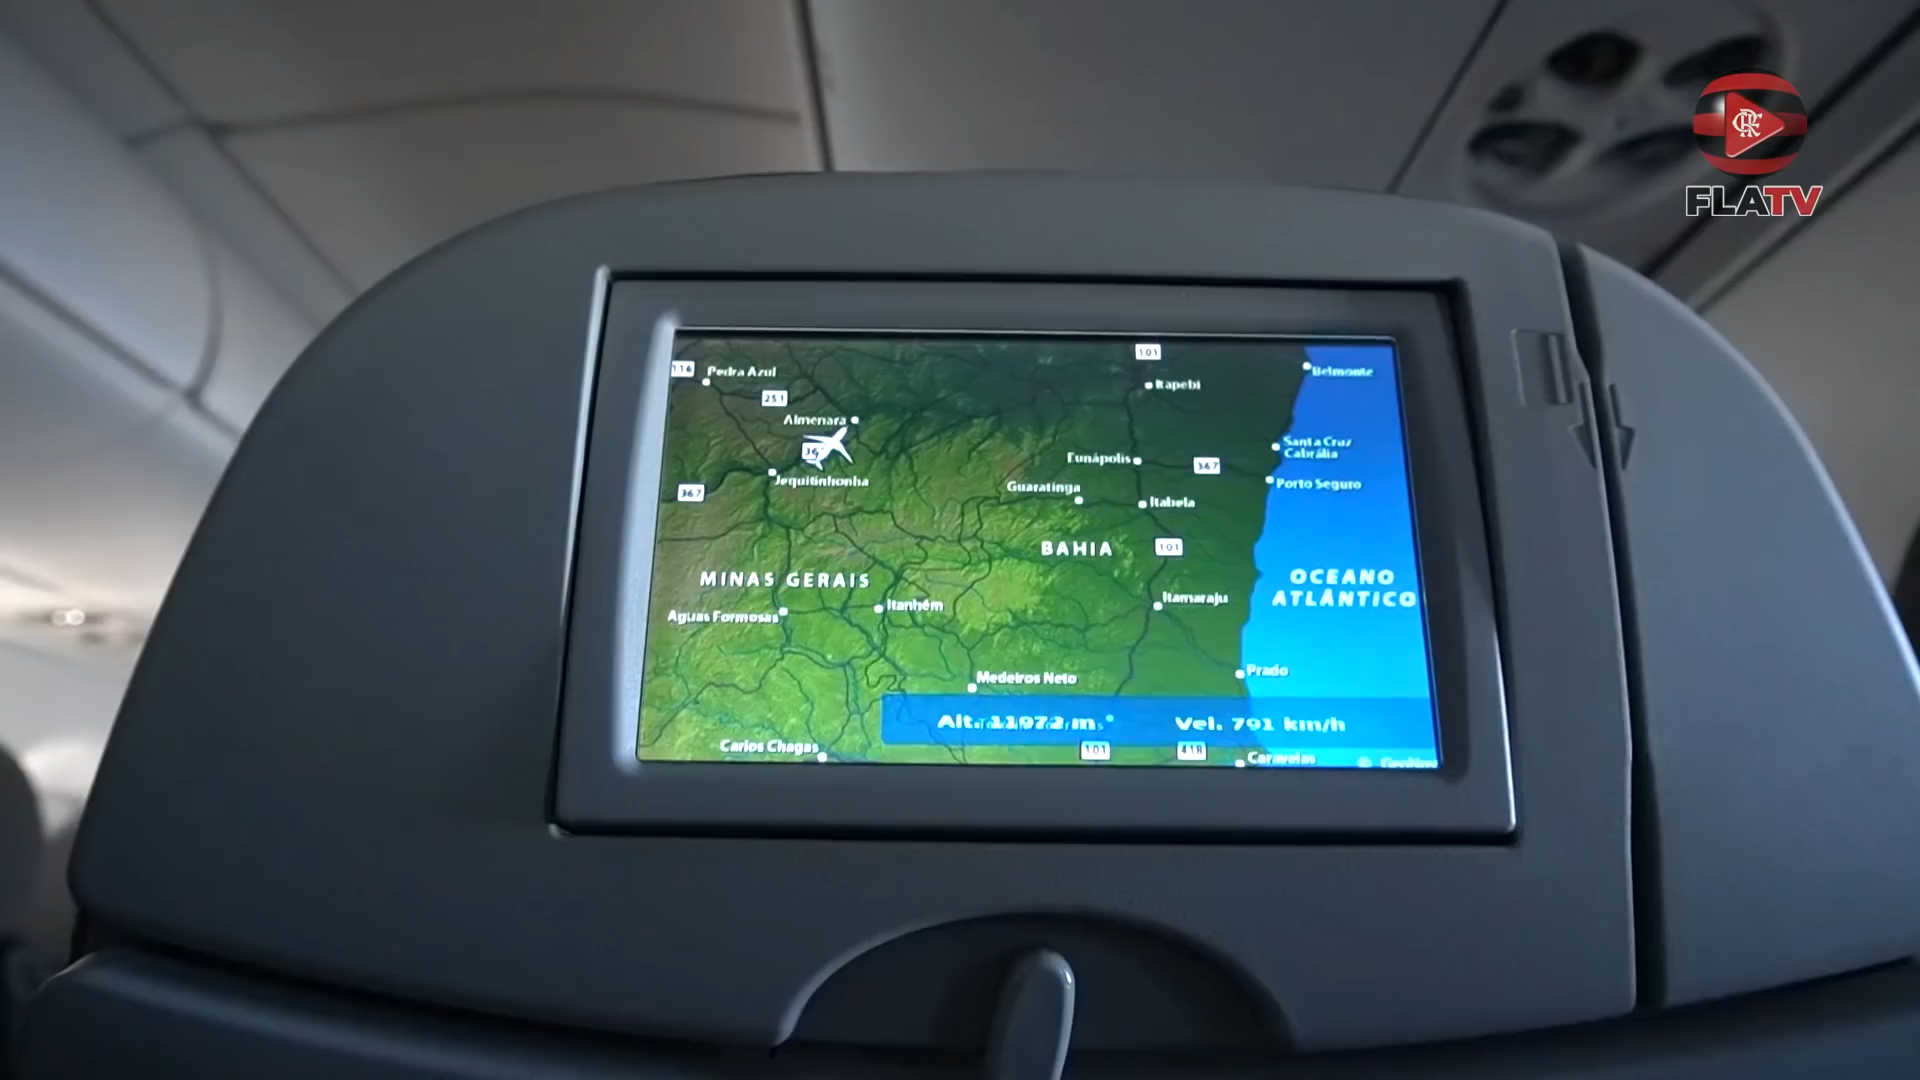 FLATV
101
Belmonte
116
Pedra Azul
Itapebi
251
Almenara
Santa Cruz
Cabrália
Eunápolis
367
Jequitinhonha
Porto Seguro
367
Guaratinga
Itabela
BAHIA
101
MINAS GERAIS
OCEANO
ATLÂNTICO
Itamaraju
Itanhém
Aguas Formosas
Prado
Medeiros Neto
Alt. 11972 m
Vel. 791 km/h
Carlos Chagas
101
418
Caravelas